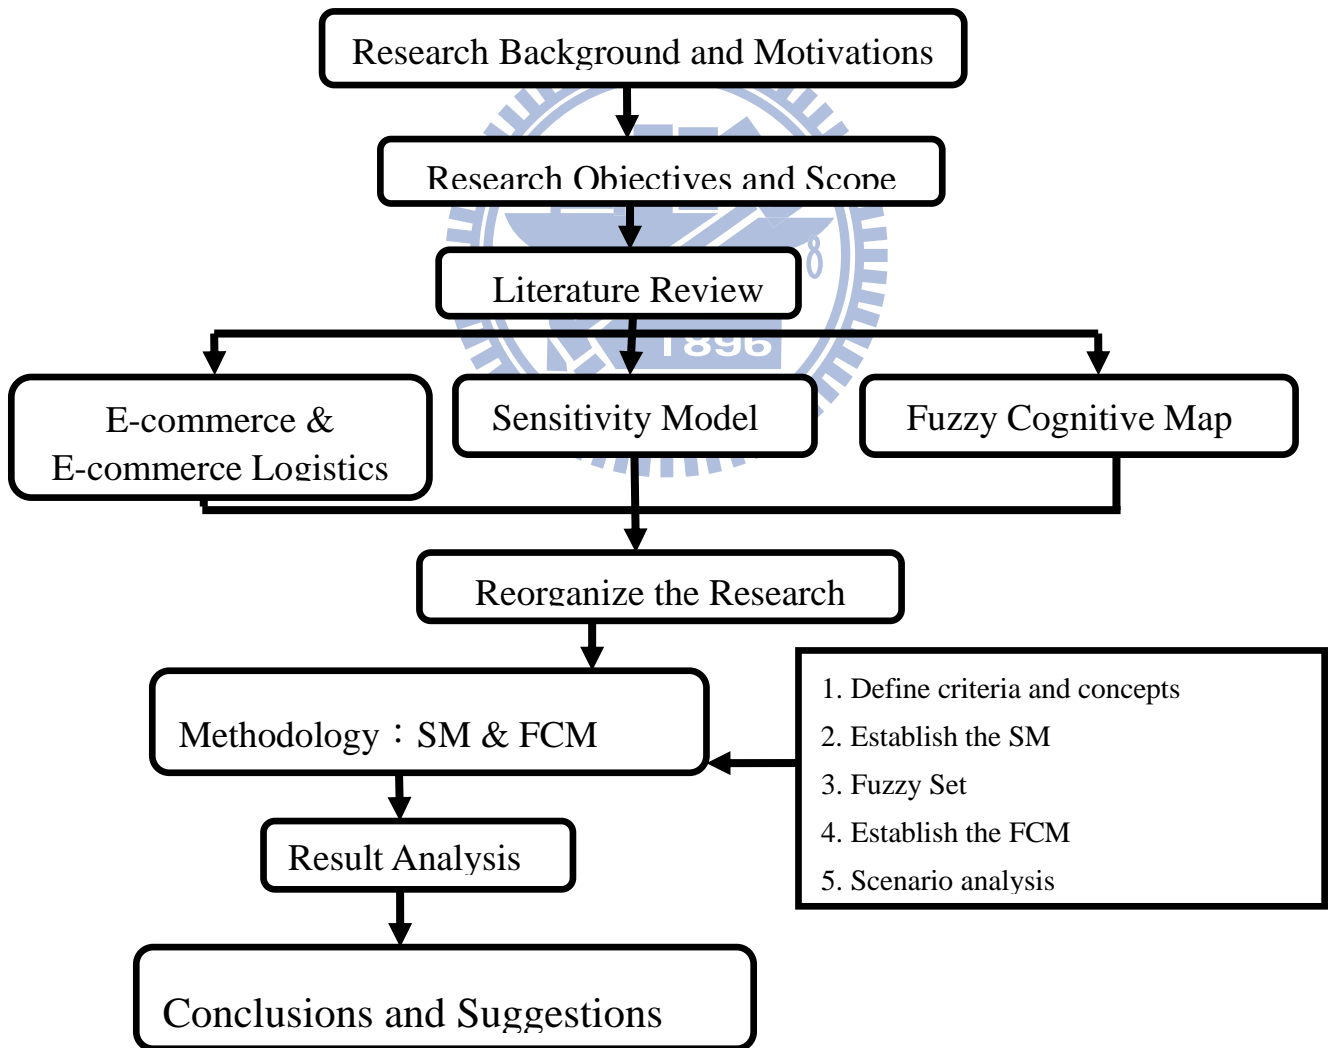 Research Background and Motivations
Research Objectives and Scope
Literature Review
1896
E-commerce &
E-commerce Logistics
Sensitivity Model
Fuzzy Cognitive Map
Reorganize the Research
Methodology：SM & FCM
1. Define criteria and concepts
2. Establish the SM
3. Fuzzy Set
4. Establish the FCM
5. Scenario analysis
Result Analysis
Conclusions and Suggestions